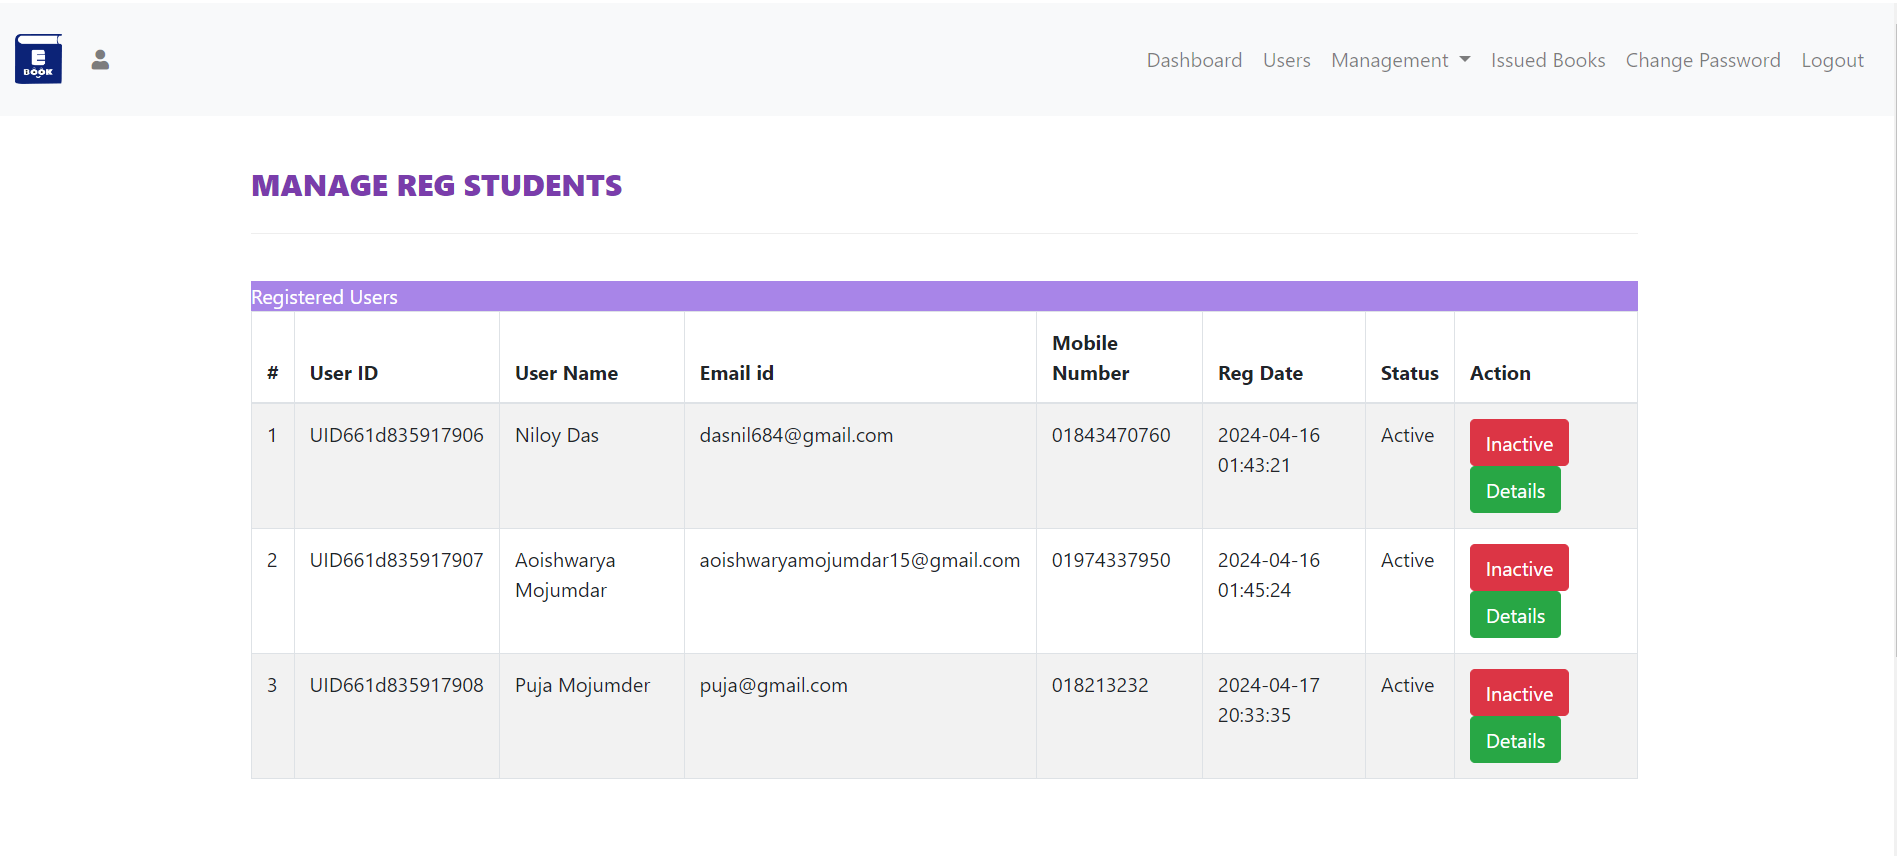 E
BOOK
Dashboard Users Management Issued Books Change Password Logout
MANAGE REG STUDENTS
Registered Users
# User ID User Name Email id Mobile Number Reg Date Status Action
1 UID661d835917906 Niloy Das dasnil684@gmail.com 01843470760 2024-04-16 01:43:21 Active Inactive
Details
2 UID661d835917907 Aoishwarya Mojumdar aoishwaryamojumdar15@gmail.com 01974337950 2024-04-16 01:45:24 Active Inactive
Details
3 UID661d835917908 Puja Mojumder puja@gmail.com 018213232 2024-04-17 20:33:35 Active Inactive
Details